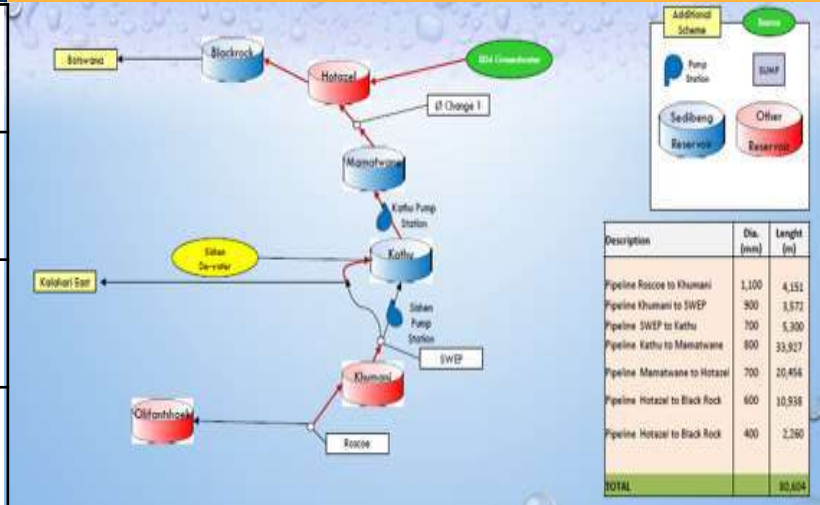 Botswana
Blackrock
Hotazel
Groundwater
Ø Change 1
Mamatwane
Kathu Pump
Station
Kathu
Sishen
De-water
Kalahari East
Sishen
Pump
Station
SWEP
Khumani
Olifantshoek
Roscoe
Additional
Scheme
Source
Pump
Station
SUMP
Sedibeng
Reservoir
Other
Reservoir
Description Dia. (mm) Lenght (m)
Pipeline Roscoe to Khumani 1,100 4,151
Pipeline Khumani to SWEP 900 3,572
Pipeline SWEP to Kathu 700 5,300
Pipeline Kathu to Mamatwane 800 33,927
Pipeline Mamatwane to Hotazel 700 20,456
Pipeline Hotazel to Black Rock 600 10,938
Pipeline Hotazel to Black Rock 400 2,260
TOTAL 80,604